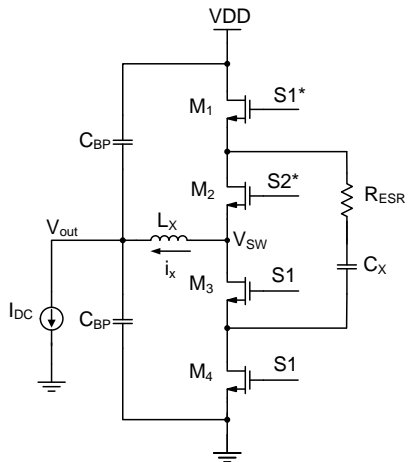 VDD
S1*
M1
CBP
S2*
RESR
M2
LX
Vout
VSW
ix
CX
S1
M3
IDC
CBP
S1
M4